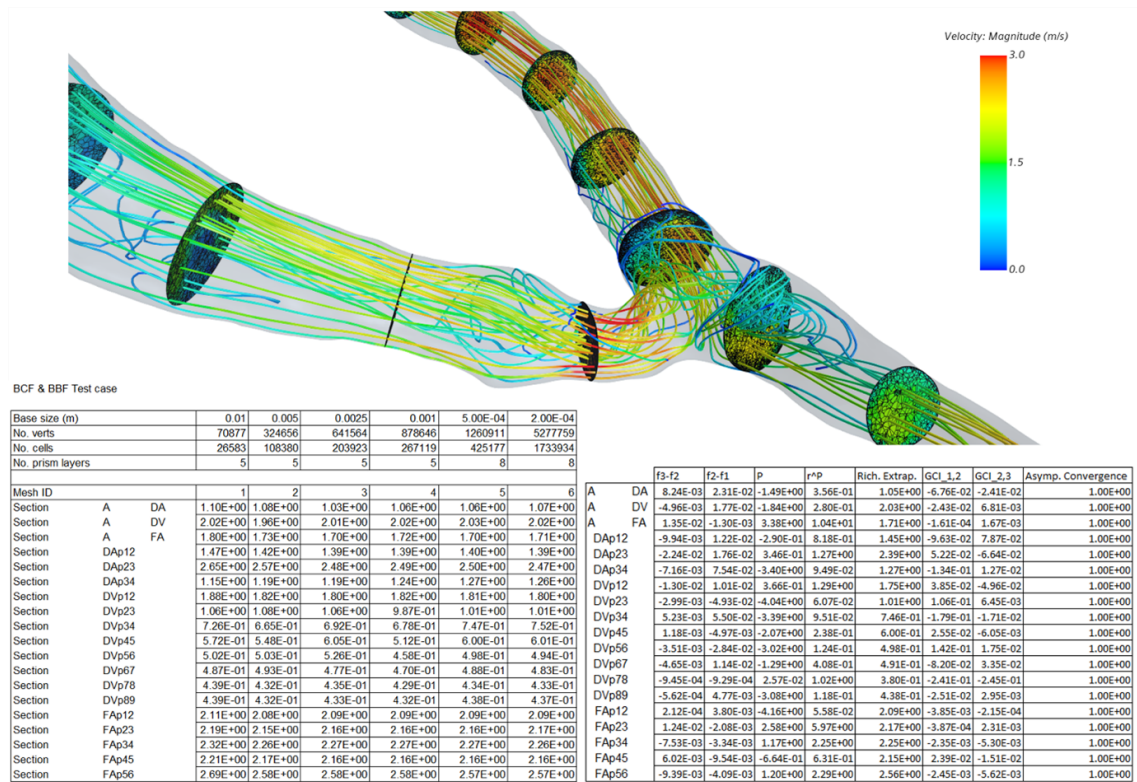 Velocity: Magnitude (m/s)
3.0
1.5
0.0
BCF & BBF Test case
Base size (m) 0.01 0.005 0.0025 0.001 5.00E-04 2.00E-04
No. verts 70877 324656 641564 878646 1260911 5277759
No. cells 26583 108380 203923 267119 425177 1733934
No. prism layers 5 5 5 5 8 8
Mesh ID 1 2 3 4 5 6
Section A DA 1.10E+00 1.08E+00 1.03E+00 1.06E+00 1.06E+00 1.07E+00
Section A DV 2.02E+00 1.96E+00 2.01E+00 2.02E+00 2.03E+00 2.02E+00
Section A FA 1.80E+00 1.73E+00 1.70E+00 1.72E+00 1.70E+00 1.71E+00
Section DAp12 1.47E+00 1.42E+00 1.39E+00 1.39E+00 1.40E+00 1.39E+00
Section DAp23 2.65E+00 2.57E+00 2.48E+00 2.49E+00 2.50E+00 2.47E+00
Section DAp34 1.15E+00 1.19E+00 1.19E+00 1.24E+00 1.27E+00 1.26E+00
Section DVp12 1.88E+00 1.82E+00 1.80E+00 1.82E+00 1.81E+00 1.80E+00
Section DVp23 1.06E+00 1.08E+00 1.06E+00 9.87E-01 1.01E+00 1.01E+00
Section DVp34 7.26E-01 6.65E-01 6.92E-01 6.78E-01 7.47E-01 7.52E-01
Section DVp45 5.72E-01 5.48E-01 6.05E-01 5.12E-01 6.00E-01 6.01E-01
Section DVp56 5.02E-01 5.03E-01 5.26E-01 4.58E-01 4.98E-01 4.94E-01
Section DVp67 4.87E-01 4.93E-01 4.77E-01 4.70E-01 4.88E-01 4.83E-01
Section DVp78 4.39E-01 4.32E-01 4.35E-01 4.29E-01 4.34E-01 4.33E-01
Section DVp89 4.39E-01 4.32E-01 4.33E-01 4.32E-01 4.38E-01 4.37E-01
Section FAp12 2.11E+00 2.08E+00 2.09E+00 2.09E+00 2.09E+00 2.09E+00
Section FAp23 2.19E+00 2.15E+00 2.16E+00 2.16E+00 2.16E+00 2.17E+00
Section FAp34 2.32E+00 2.26E+00 2.27E+00 2.27E+00 2.27E+00 2.26E+00
Section FAp45 2.21E+00 2.17E+00 2.16E+00 2.16E+00 2.16E+00 2.16E+00
Section FAp56 2.69E+00 2.58E+00 2.58E+00 2.58E+00 2.57E+00 2.57E+00
f3-f2 f2-f1 P r^P Rich. Extrap. GCI_1,2 GCI_2,3 Asymp. Convergence
A DA 8.24E-03 2.31E-02 -1.49E+00 3.56E-01 1.05E+00 -6.76E-02 -2.41E-02 1.00E+00
A DV -4.96E-03 1.77E-02 -1.84E+00 2.80E-01 2.03E+00 -2.43E-02 6.81E-03 1.00E+00
A FA 1.35E-02 -1.30E-03 3.38E+00 1.04E+01 1.71E+00 -1.61E-04 1.67E-03 1.00E+00
DAp12 -9.94E-03 1.22E-02 -2.90E-01 8.18E-01 1.45E+00 -9.63E-02 7.87E-02 1.00E+00
DAp23 -2.24E-02 1.76E-02 3.46E-01 1.27E+00 2.39E+00 5.22E-02 -6.64E-02 1.00E+00
DAp34 -7.16E-03 7.54E-02 -3.40E+00 9.49E-02 1.27E+00 -1.34E-01 1.27E-02 1.00E+00
DVp12 -1.30E-02 1.01E-02 3.66E-01 1.29E+00 1.75E+00 3.85E-02 -4.96E-02 1.00E+00
DVp23 -2.99E-03 -4.93E-02 -4.04E+00 6.07E-02 1.01E+00 1.06E-01 6.45E-03 1.00E+00
DVp34 5.23E-03 5.50E-02 -3.39E+00 9.51E-02 7.46E-01 -1.79E-01 -1.71E-02 1.00E+00
DVp45 1.18E-03 -4.97E-03 -2.07E+00 2.38E-01 6.00E-01 2.55E-02 -6.05E-03 1.00E+00
DVp56 -3.51E-03 -2.84E-02 -3.02E+00 1.24E-01 4.98E-01 1.42E-01 1.75E-02 1.00E+00
DVp67 -4.65E-03 1.14E-02 -1.29E+00 4.08E-01 4.91E-01 -8.20E-02 3.35E-02 1.00E+00
DVp78 -9.45E-04 -9.29E-04 2.57E-02 1.02E+00 3.80E-01 -2.41E-01 -2.45E-01 1.00E+00
DVp89 -5.62E-04 4.77E-03 -3.08E+00 1.18E-01 4.38E-01 -2.51E-02 2.95E-03 1.00E+00
FAp12 2.12E-04 3.80E-03 -4.16E+00 5.58E-02 2.09E+00 -3.85E-03 -2.15E-04 1.00E+00
FAp23 1.24E-02 -2.08E-03 2.58E+00 5.97E+00 2.17E+00 -3.87E-04 2.31E-03 1.00E+00
FAp34 -7.53E-03 -3.34E-03 1.17E+00 2.25E+00 2.25E+00 -2.35E-03 -5.30E-03 1.00E+00
FAp45 6.02E-03 -9.54E-03 -6.64E-01 6.31E-01 2.15E+00 2.39E-02 -1.51E-02 1.00E+00
FAp56 -9.39E-03 -4.09E-03 1.20E+00 2.29E+00 2.56E+00 -2.45E-03 -5.62E-03 1.00E+00